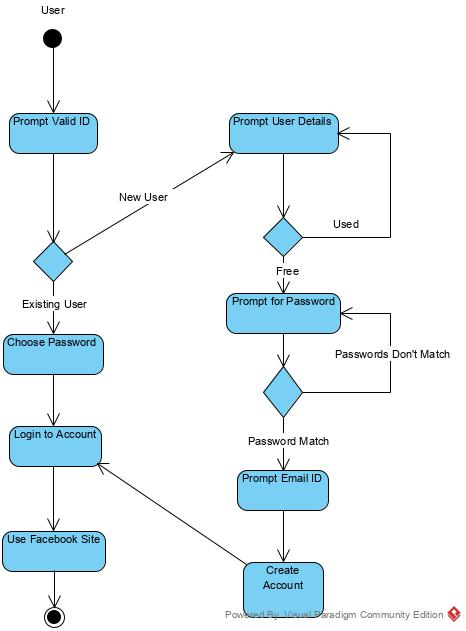 User
Prompt Valid ID
Prompt User Details
New User
Used
Free
Existing User
Prompt for Password
Choose Password
Passwords Don't Match
Login to Account
Password Match
Prompt Email ID
Use Facebook Site
Create
Account
Powered By Visual Paradigm Community Edition